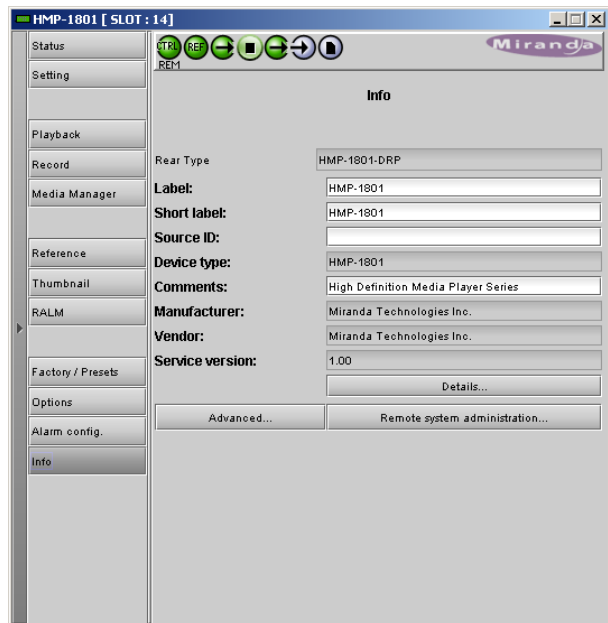 HMP-1801 [ SLOT : 14]
Status
Setting
Playback
Record
Media Manager
Reference
Thumbnail
RALM
Factory / Presets
Options
Alarm config.
Info
CTRL REF
REM
Miranda
Info
Rear Type HMP-1801-DRP
Label: HMP-1801
Short label: HMP-1801
Source ID:
Device type: HMP-1801
Comments: High Definition Media Player Series
Manufacturer: Miranda Technologies Inc.
Vendor: Miranda Technologies Inc.
Service version: 1.00
Details...
Advanced... Remote system administration...